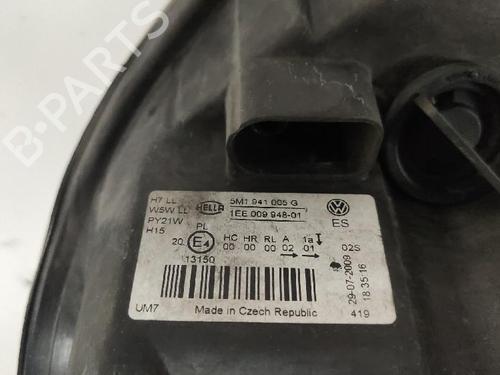 B-PARTS
H7 LL
W5W LL
PY21W
H15
HELLA
5M1 941 005 G
1EE 009 948-01
ES
PL
20
E4
HC HR RL A 1a
00 00 00 02 01
02S
13150
29-07-2009
18:35:16
UM7
Made in Czech Republic
419